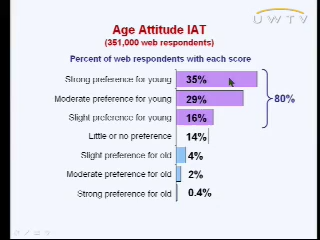 UWTV
Age Attitude IAT
(351,000 web respondents)
Percent of web respondents with each score
Strong preference for young 35%
Moderate preference for young 29%
Slight preference for young 16%
80%
Little or no preference 14%
Slight preference for old 4%
Moderate preference for old 2%
Strong preference for old 0.4%